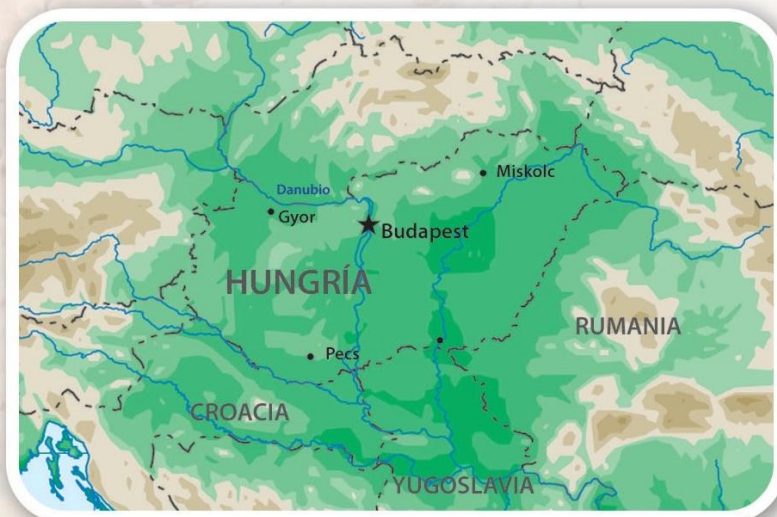 Miskolc
Danubio
Gyor
Budapest
HUNGRÍA
RUMANIA
Pecs
CROACIA
YUGOSLAVIA